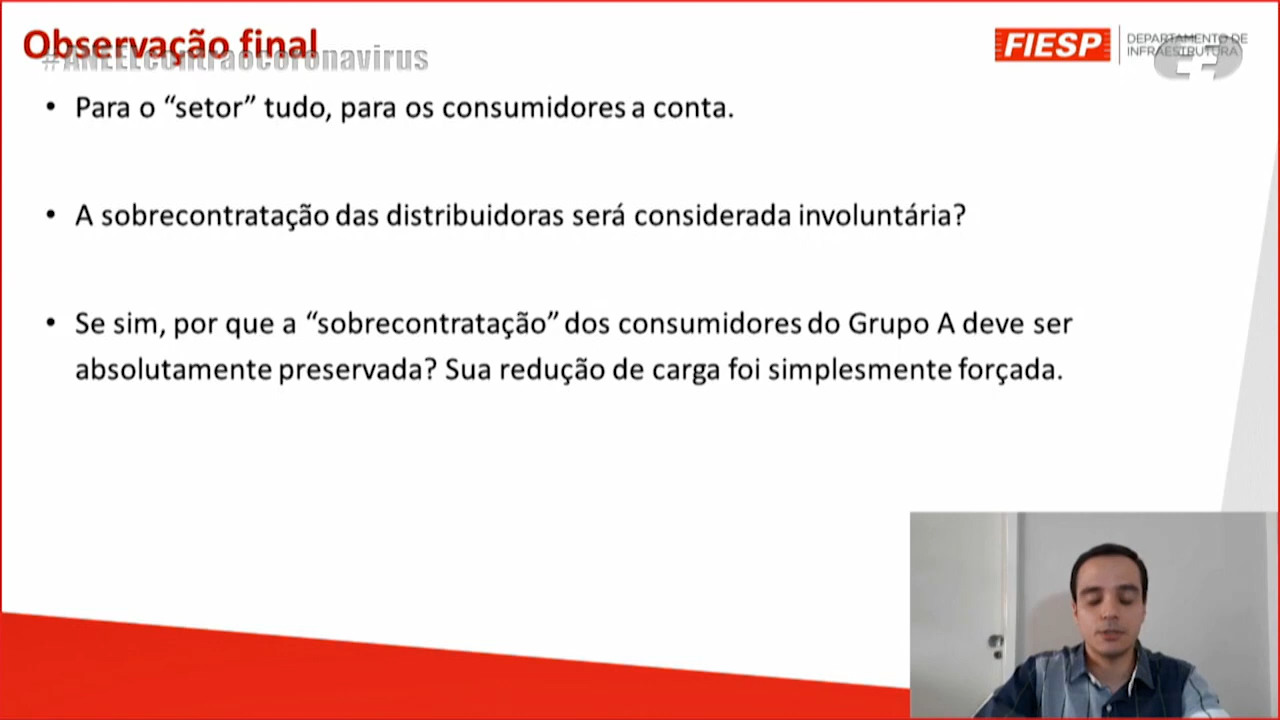 Observação final
#ANEELcontraocoronavirus
FIESP
DEPARTAMENTO DE
INFRAESTRUTURA
• Para o “setor” tudo, para os consumidores a conta.
• A sobrecontratação das distribuidoras será considerada involuntária?
• Se sim, por que a “sobrecontratação” dos consumidores do Grupo A deve ser
absolutamente preservada? Sua redução de carga foi simplesmente forçada.